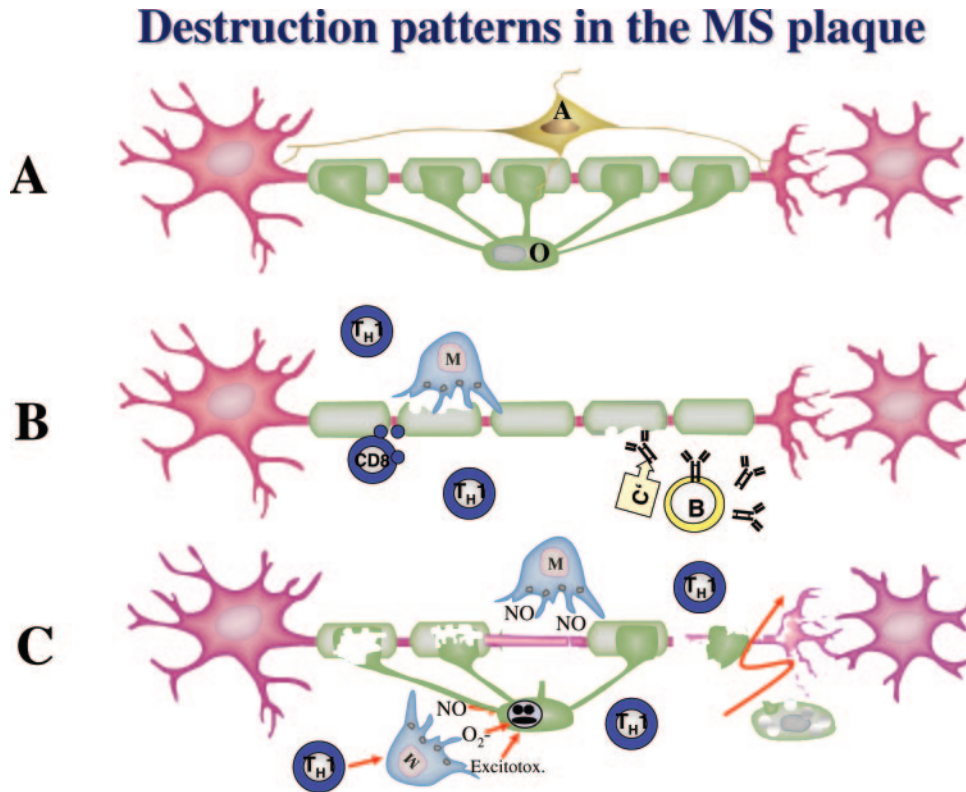 Destruction patterns in the MS plaque
A
A
O
B
TH1
M
CD8
TH1
C'
B
C
M
NO
NO
TH1
NO
O2-
TH1
TH1
M
Excitotox.